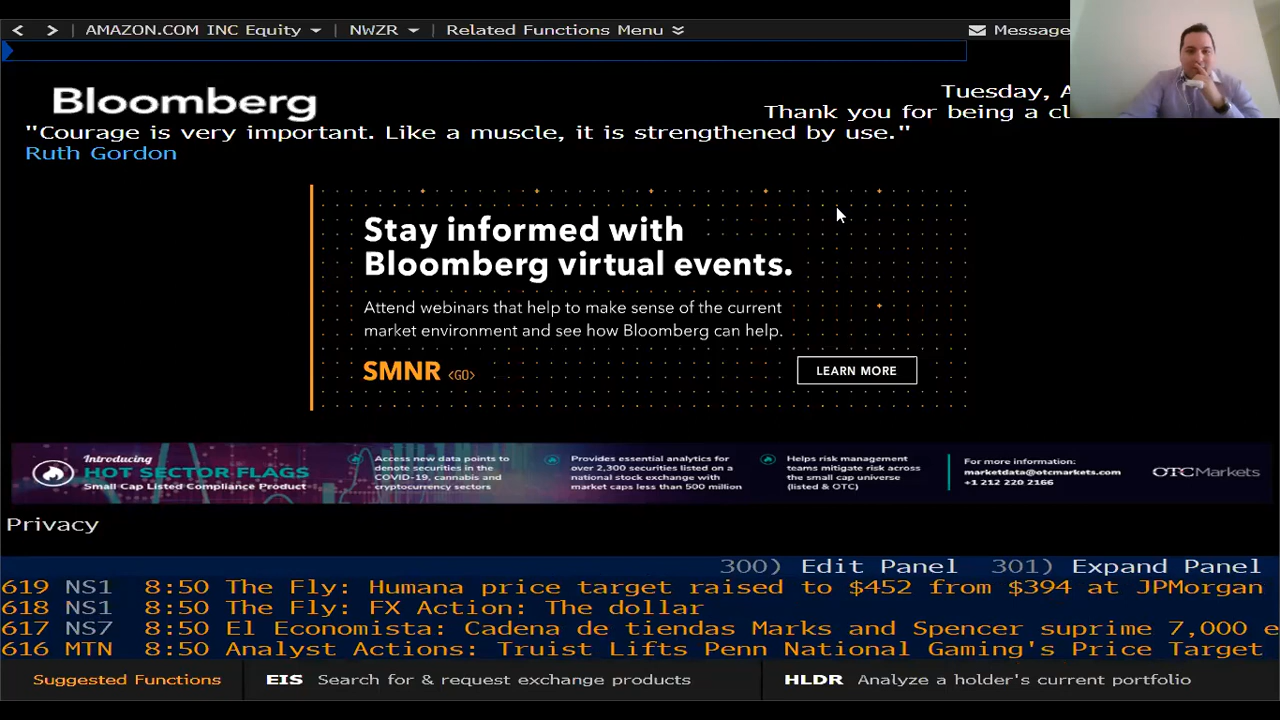 AMAZON.COM INC Equity
NWZR
Related Functions Menu
Message
Bloomberg
Tuesday, A
Thank you for being a cl
"Courage is very important. Like a muscle, it is strengthened by use."
Ruth Gordon
Stay informed with
Bloomberg virtual events.
Attend webinars that help to make sense of the current
market environment and see how Bloomberg can help.
SMNR <GO>
LEARN MORE
Introducing
HOT SECTOR FLAGS
Small Cap Listed Compliance Product
Access new data points to
denote securities in the
COVID-19, cannabis and
cryptocurrency sectors
Provides essential analytics for
over 2,300 securities listed on a
national stock exchange with
market caps less than 500 million
Helps risk management
teams mitigate risk across
the small cap universe
(listed & OTC)
For more information:
marketdata@otcmarkets.com
+1 212 220 2166
OTC Markets
Privacy
300) Edit Panel 301) Expand Panel
619 NS1 8:50 The Fly: Humana price target raised to $452 from $394 at JPMorgan
618 NS1 8:50 The Fly: FX Action: The dollar
617 NS7 8:50 El Economista: Cadena de tiendas Marks and Spencer suprime 7,000 e
616 MTN 8:50 Analyst Actions: Truist Lifts Penn National Gaming's Price Target
Suggested Functions
EIS Search for & request exchange products
HLDR Analyze a holder's current portfolio